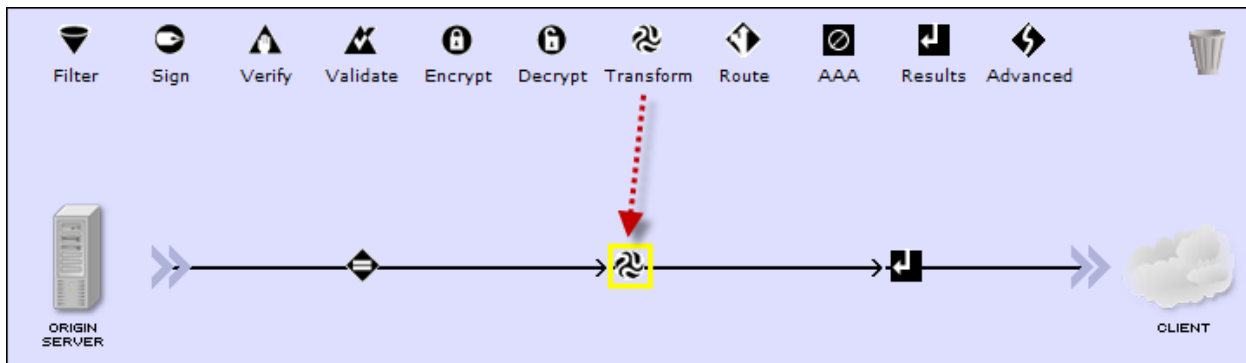 Filter Sign Verify Validate Encrypt Decrypt Transform Route AAA Results Advanced
ORIGIN
SERVER
CLIENT